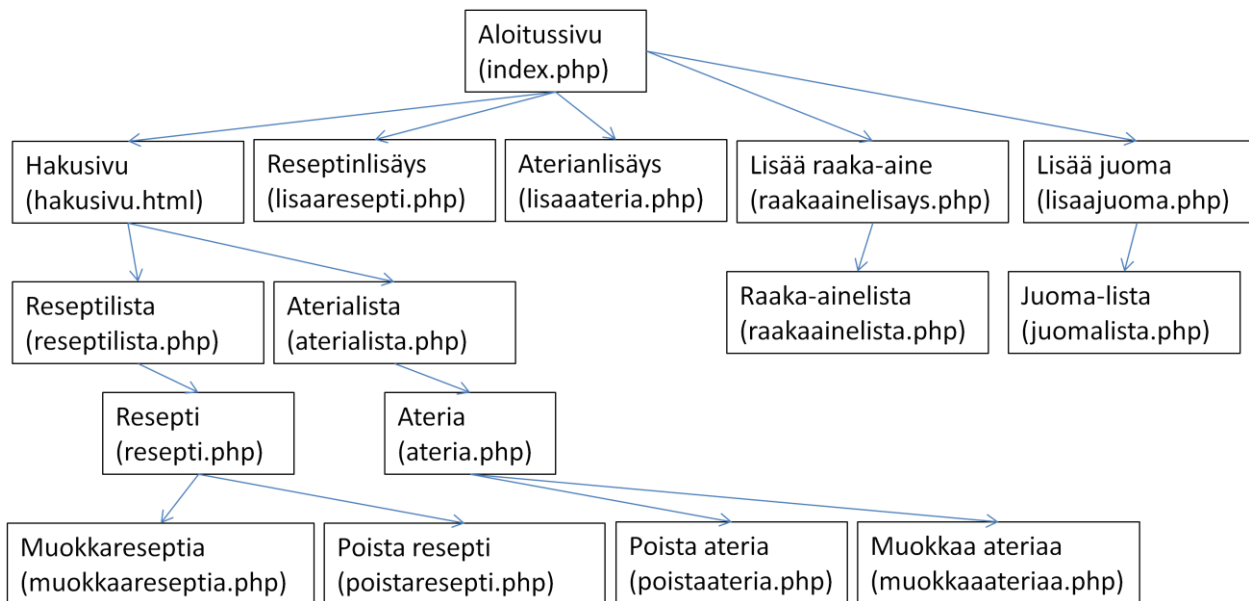 Aloitussivu
(index.php)
Hakusivu
(hakusivu.html)
Reseptinlisäys
(lisaaresepti.php)
Aterianlisäys
(lisaaateria.php)
Lisää raaka-aine
(raakaainelisays.php)
Lisää juoma
(lisaajuoma.php)
Reseptilista
(reseptilista.php)
Aterialista
(aterialista.php)
Raaka-ainelista
(raakaainelista.php)
Juoma-lista
(juomalista.php)
Resepti
(resepti.php)
Ateria
(ateria.php)
Muokkareseptia
(muokkaareseptia.php)
Poista resepti
(poistaresepti.php)
Poista ateria
(poistaateria.php)
Muokkaa ateriaa
(muokkaaateriaa.php)